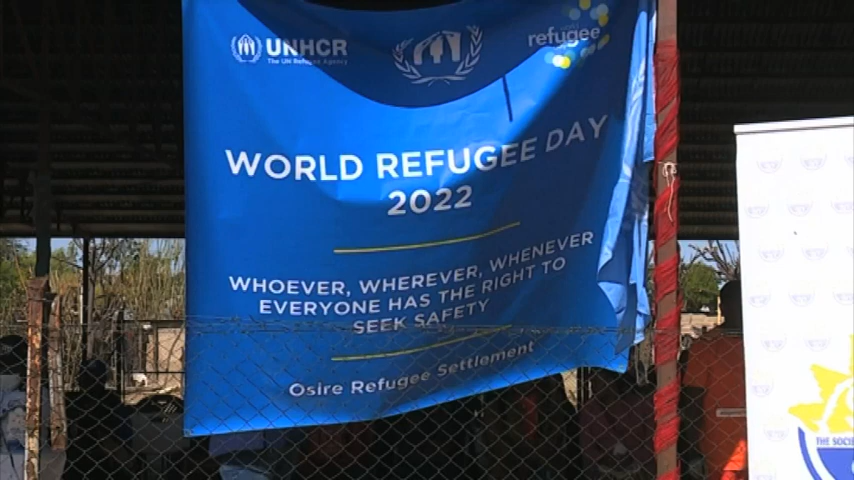 UNHCR
The UN Refugee Agency
refugee
WORLD REFUGEE DAY
2022
WHOEVER, WHEREVER, WHENEVER
EVERYONE HAS THE RIGHT TO
SEEK SAFETY
Osire Refugee Settlement
THE SOCIE